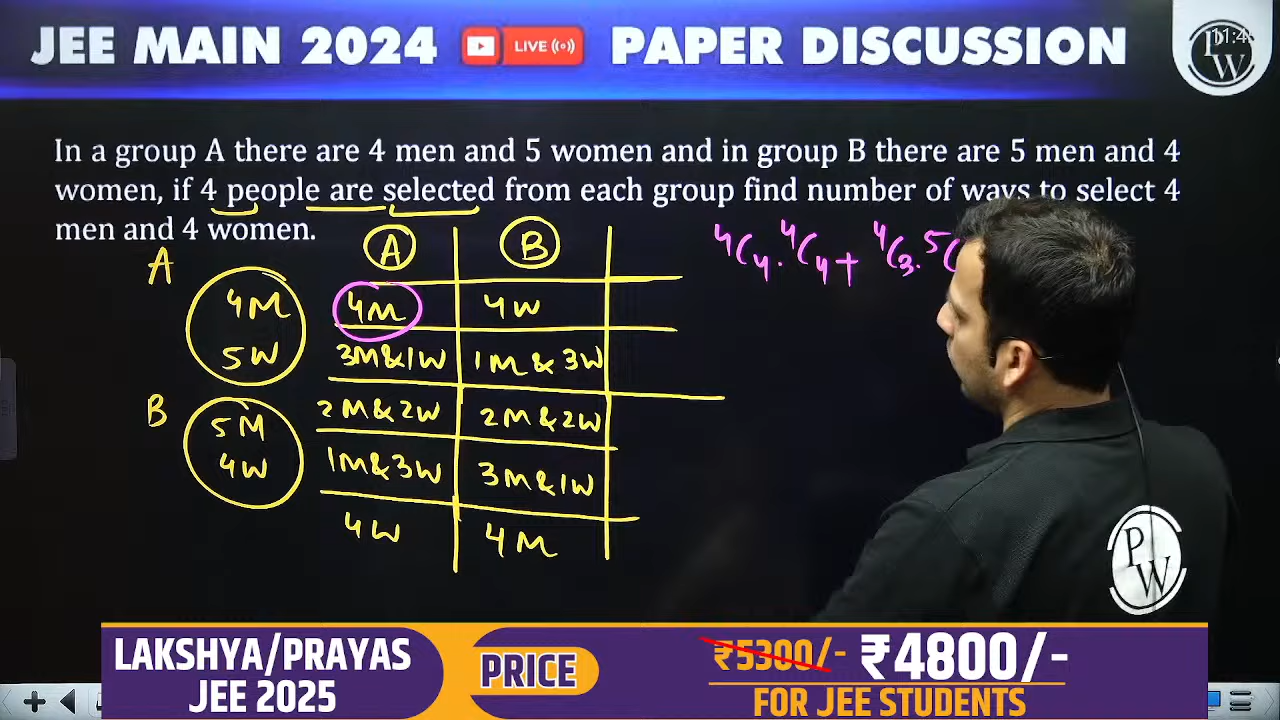 JEE MAIN 2024 LIVE PAPER DISCUSSION
PW
In a group A there are 4 men and 5 women and in group B there are 5 men and 4
women, if 4 people are selected from each group find number of ways to select 4
men and 4 women.
A
4M
5W
B
5M
4W
A B
4M 4W
3M&1W 1M & 3W
2M&2W 2M&2W
1M&3W 3M&1W
4W 4M
⁴C₄. ⁴C₄ + ⁴C₃. ⁵C
PW
LAKSHYA/PRAYAS
JEE 2025
PRICE
₹5300/- ₹4800/-
FOR JEE STUDENTS